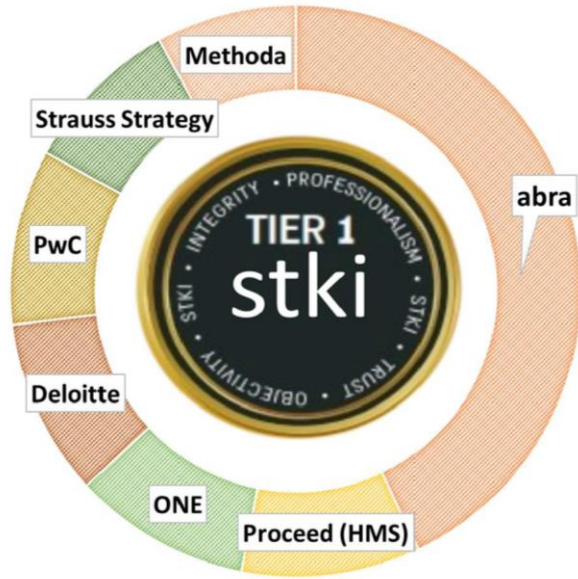 Methoda
Strauss Strategy
abra
PwC
Deloitte
ONE
Proceed (HMS)
STKI • INTEGRITY • PROFESSIONALISM • STKI • TRUST • OBJECTIVITY •
TIER 1
stki